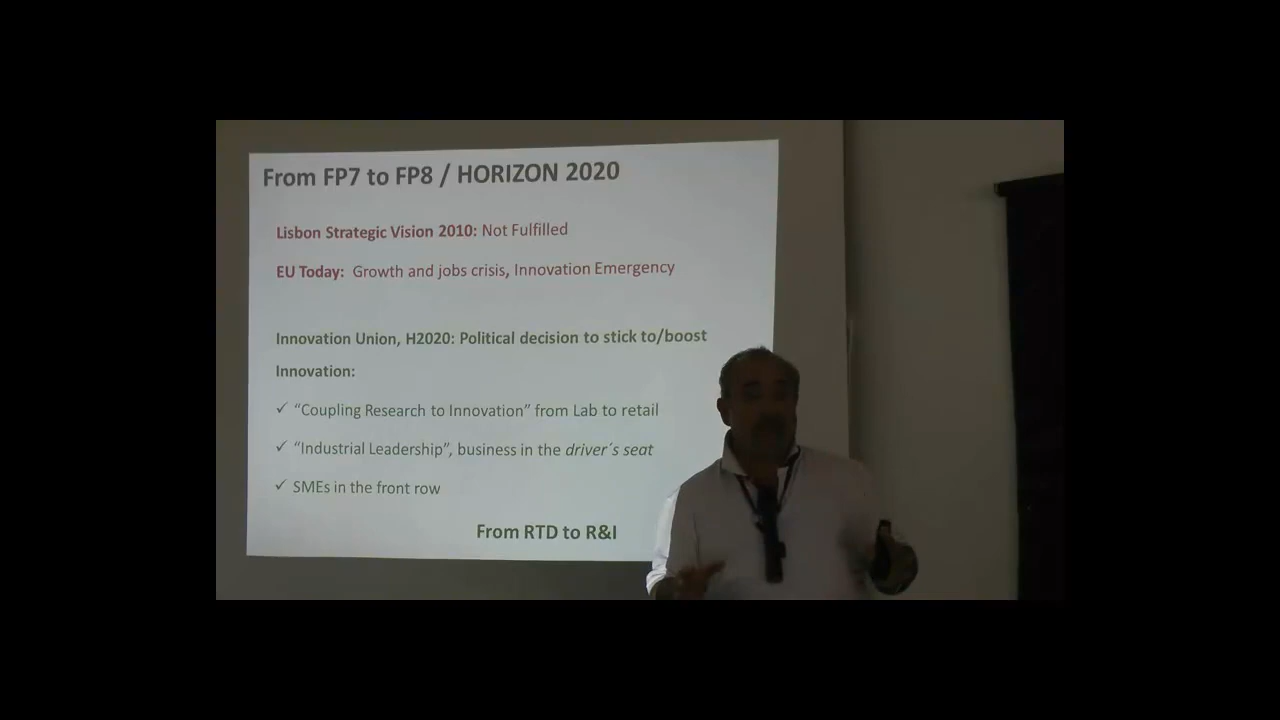 From FP7 to FP8 / HORIZON 2020
Lisbon Strategic Vision 2010: Not Fulfilled
EU Today: Growth and jobs crisis, Innovation Emergency
Innovation Union, H2020: Political decision to stick to/boost
Innovation:
✓ “Coupling Research to Innovation” from Lab to retail
✓ “Industrial Leadership”, business in the driver´s seat
✓ SMEs in the front row
From RTD to R&I